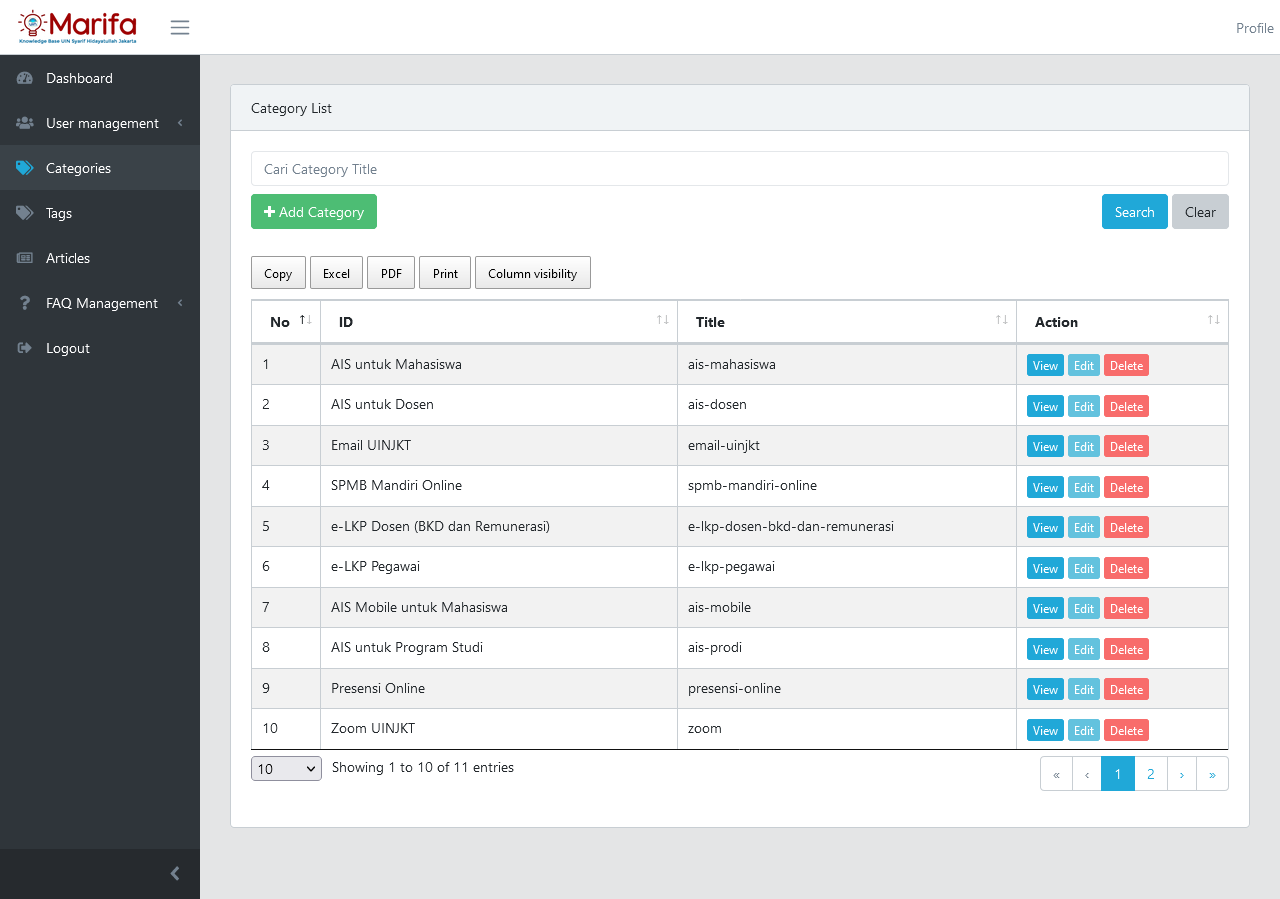 Marifa
Knowledge Base UIN Syarif Hidayatullah Jakarta
Profile
Dashboard
User management
Categories
Tags
Articles
FAQ Management
Logout
Category List
Cari Category Title
Add Category
Search Clear
Copy Excel PDF Print Column visibility
No ID Title Action
1 AIS untuk Mahasiswa ais-mahasiswa View Edit Delete
2 AIS untuk Dosen ais-dosen View Edit Delete
3 Email UINJKT email-uinjkt View Edit Delete
4 SPMB Mandiri Online spmb-mandiri-online View Edit Delete
5 e-LKP Dosen (BKD dan Remunerasi) e-lkp-dosen-bkd-dan-remunerasi View Edit Delete
6 e-LKP Pegawai e-lkp-pegawai View Edit Delete
7 AIS Mobile untuk Mahasiswa ais-mobile View Edit Delete
8 AIS untuk Program Studi ais-prodi View Edit Delete
9 Presensi Online presensi-online View Edit Delete
10 Zoom UINJKT zoom View Edit Delete
10 Showing 1 to 10 of 11 entries « ‹ 1 2 › »